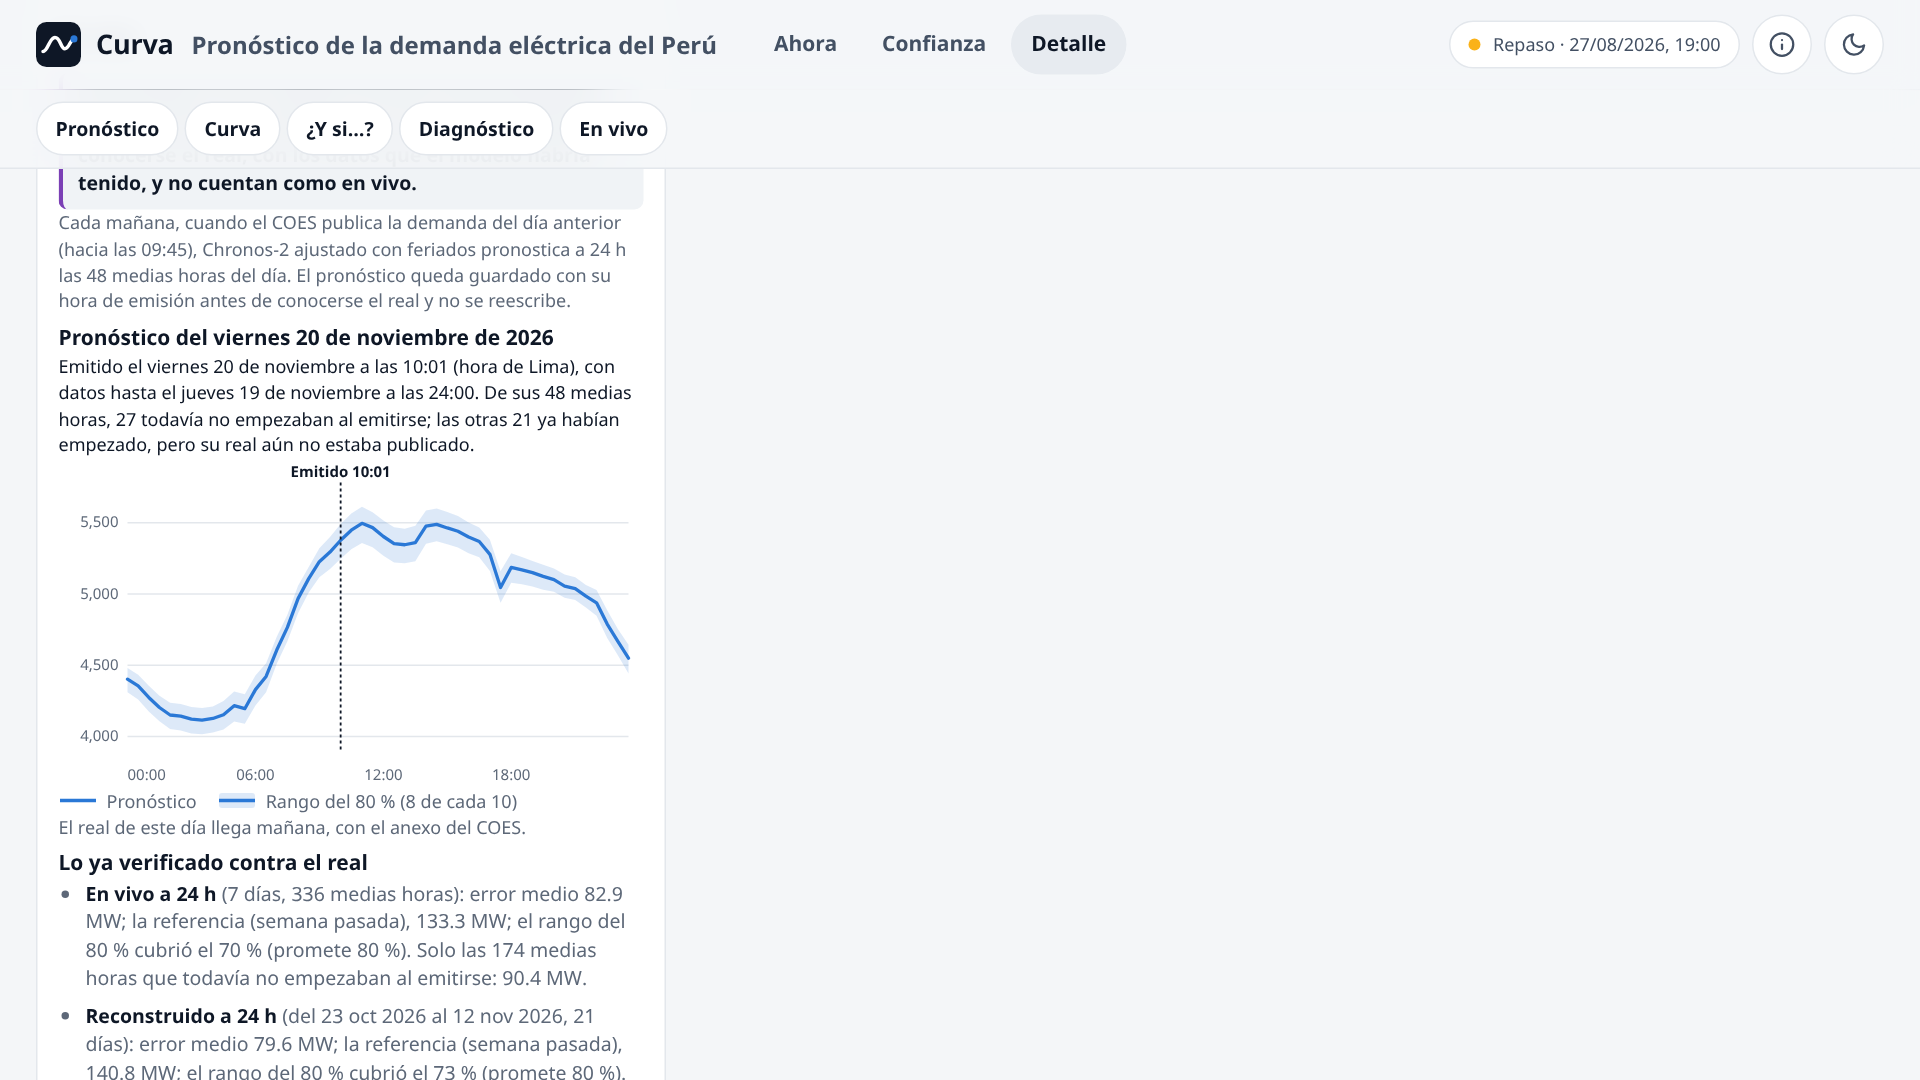 Curva Pronóstico de la demanda eléctrica del Perú Ahora Confianza Detalle Repaso · 27/08/2026, 19:00
Pronóstico Curva ¿Y si...? Diagnóstico En vivo
conocerse el real, con los datos que el modelo habría
tenido, y no cuentan como en vivo.
Cada mañana, cuando el COES publica la demanda del día anterior
(hacia las 09:45), Chronos-2 ajustado con feriados pronostica a 24 h
las 48 medias horas del día. El pronóstico queda guardado con su
hora de emisión antes de conocerse el real y no se reescribe.
Pronóstico del viernes 20 de noviembre de 2026
Emitido el viernes 20 de noviembre a las 10:01 (hora de Lima), con
datos hasta el jueves 19 de noviembre a las 24:00. De sus 48 medias
horas, 27 todavía no empezaban al emitirse; las otras 21 ya habían
empezado, pero su real aún no estaba publicado.
Emitido 10:01
5,500
5,000
4,500
4,000
00:00 06:00 12:00 18:00
Pronóstico Rango del 80 % (8 de cada 10)
El real de este día llega mañana, con el anexo del COES.
Lo ya verificado contra el real
• En vivo a 24 h (7 días, 336 medias horas): error medio 82.9
MW; la referencia (semana pasada), 133.3 MW; el rango del
80 % cubrió el 70 % (promete 80 %). Solo las 174 medias
horas que todavía no empezaban al emitirse: 90.4 MW.
• Reconstruido a 24 h (del 23 oct 2026 al 12 nov 2026, 21
días): error medio 79.6 MW; la referencia (semana pasada),
140.8 MW; el rango del 80 % cubrió el 73 % (promete 80 %).